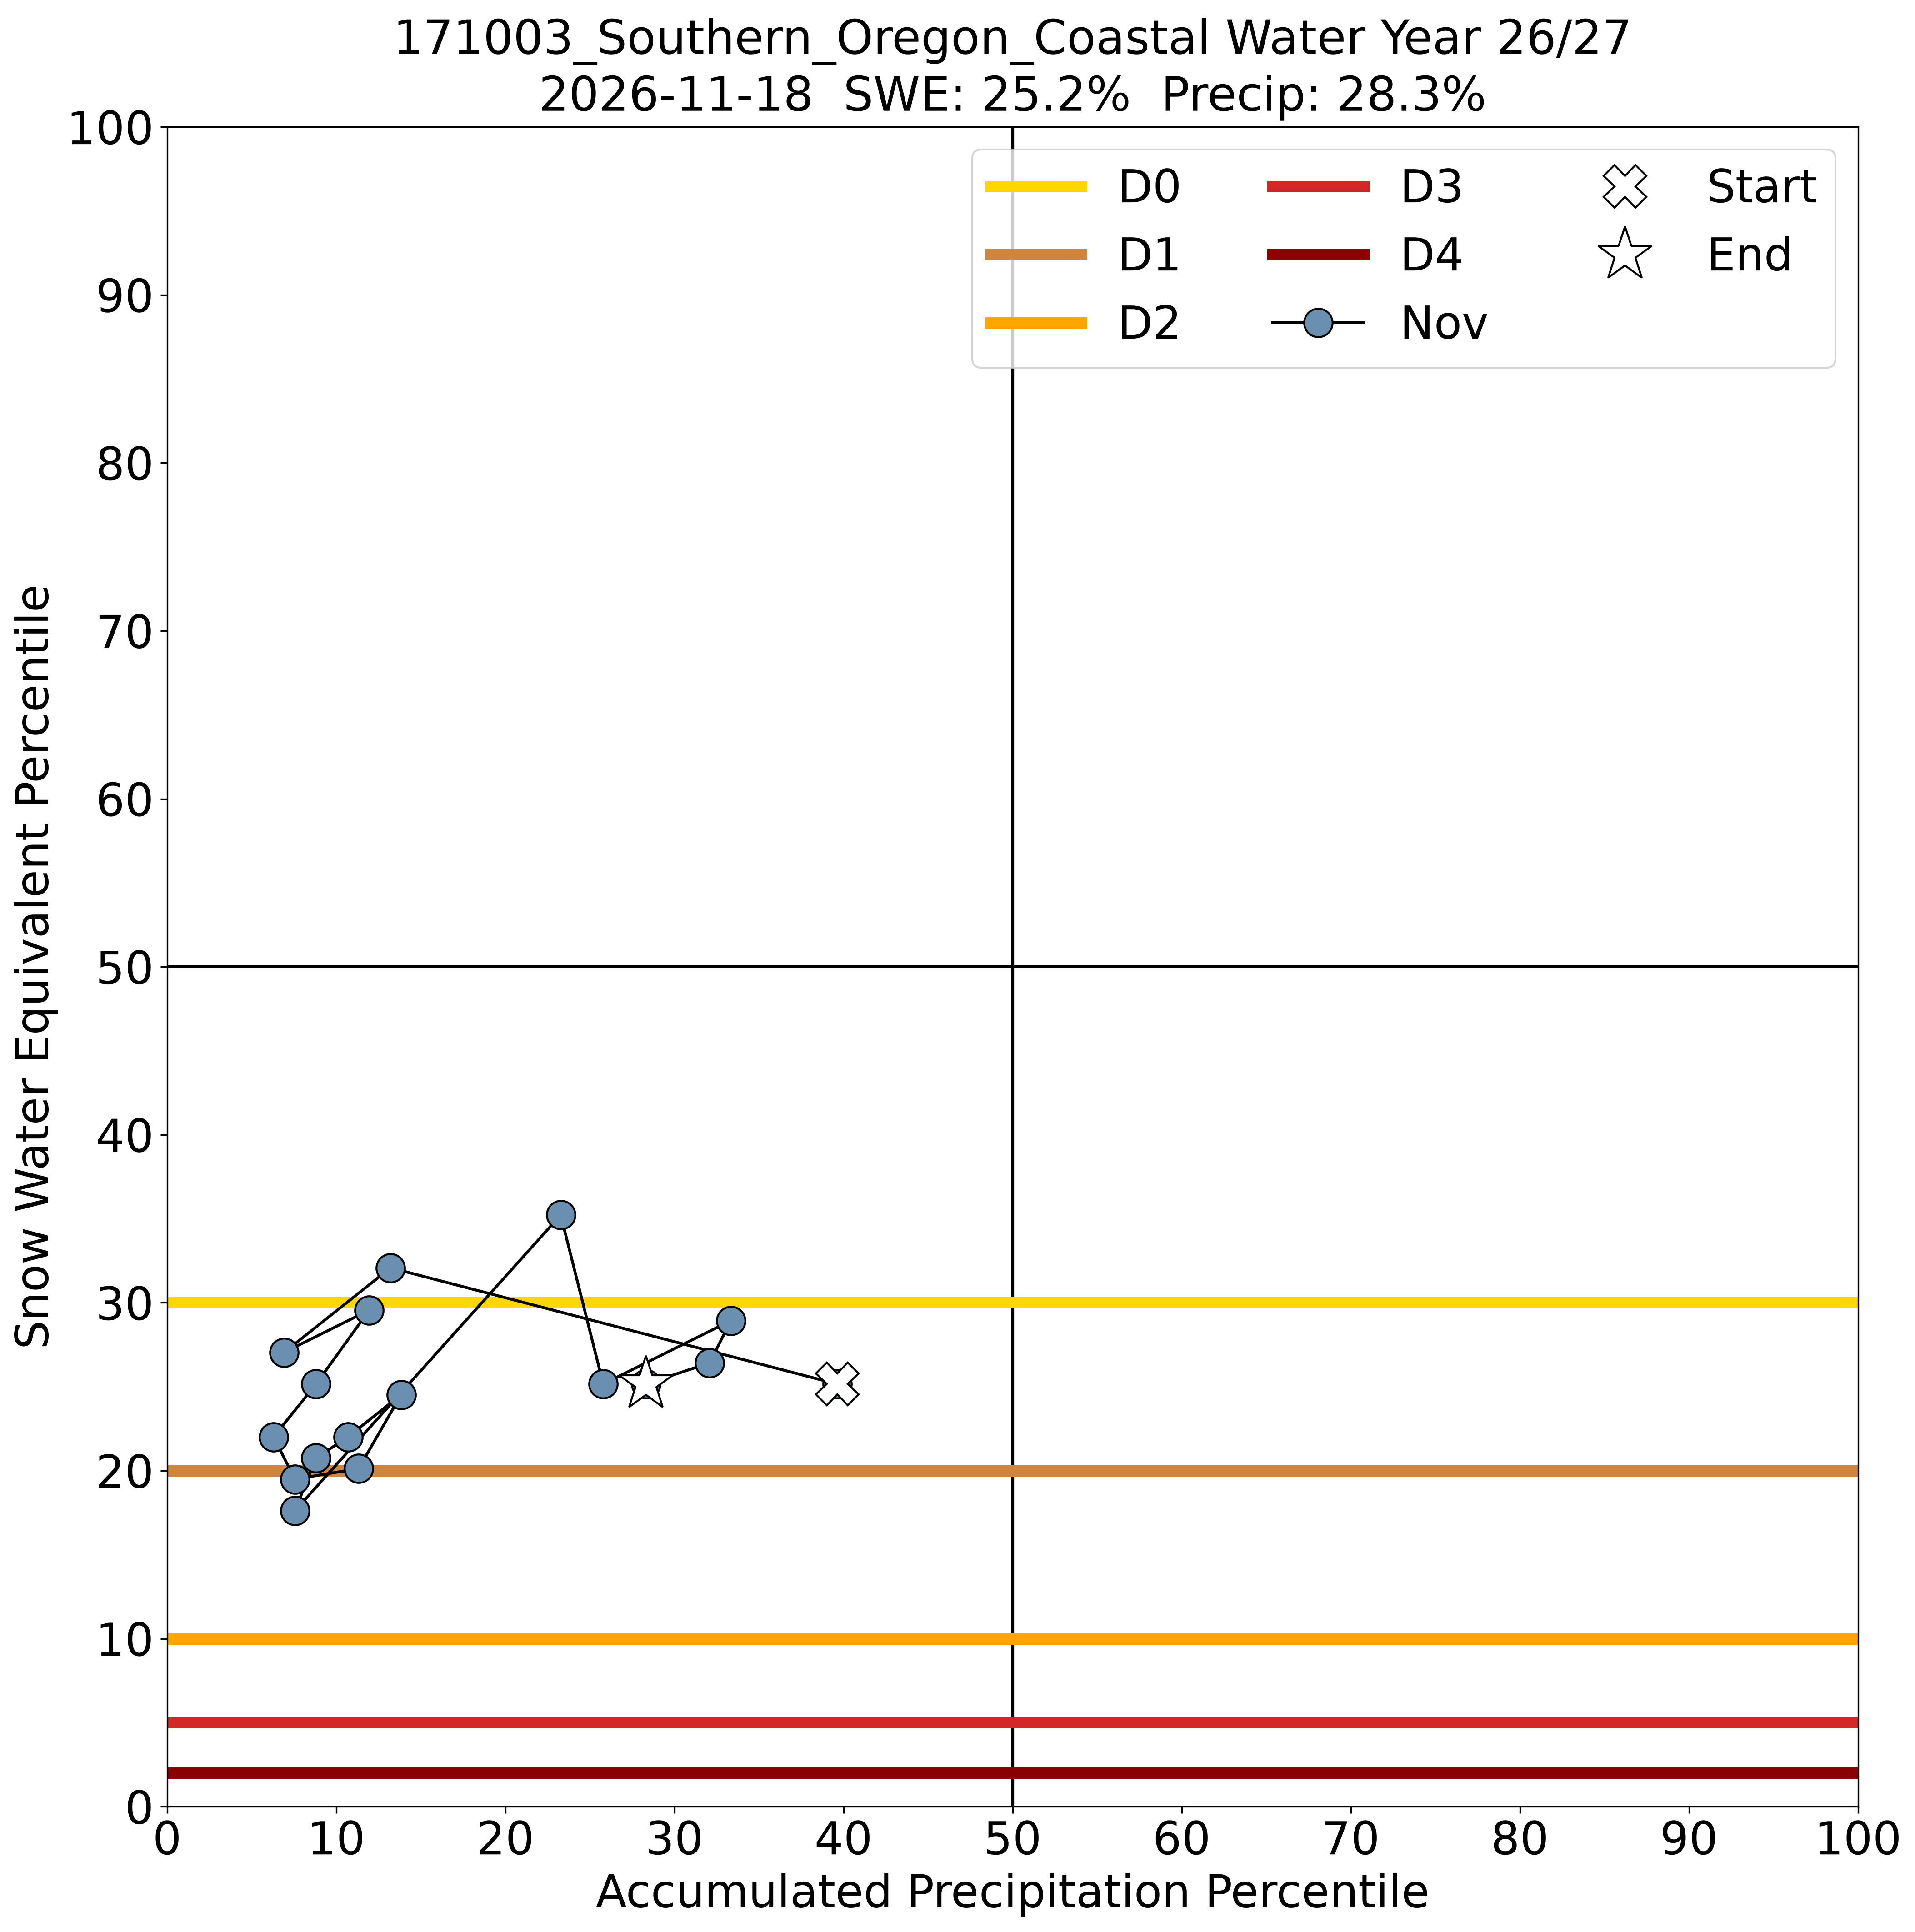 171003_Southern_Oregon_Coastal Water Year 26/27
2026-11-18  SWE: 25.2%  Precip: 28.3%
D0
D1
D2
D3
D4
Nov
Start
End
Snow Water Equivalent Percentile
100
90
80
70
60
50
40
30
20
10
0
0 10 20 30 40 50 60 70 80 90 100
Accumulated Precipitation Percentile